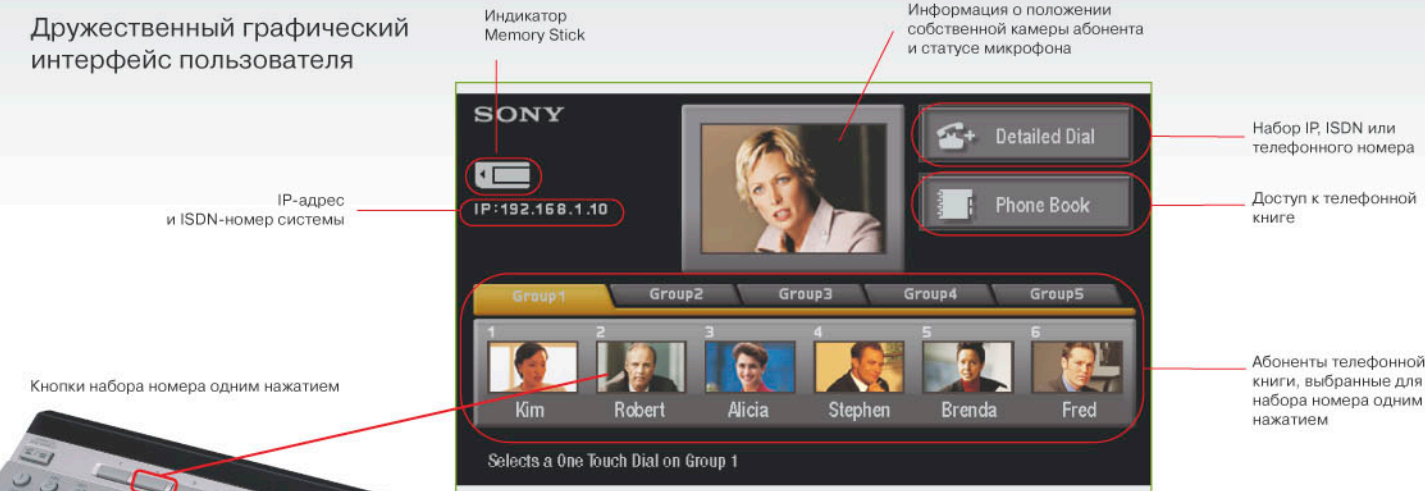 Дружественный графический
интерфейс пользователя
Индикатор
Memory Stick
Информация о положении
собственной камеры абонента
и статусе микрофона
SONY
Detailed Dial
Набор IP, ISDN или
телефонного номера
IP-адрес
и ISDN-номер системы
IP:192.168.1.10
Phone Book
Доступ к телефонной
книге
Group1 Group2 Group3 Group4 Group5
1 2 3 4 5 6
Kim Robert Alicia Stephen Brenda Fred
Абоненты телефонной
книги, выбранные для
набора номера одним
нажатием
Кнопки набора номера одним нажатием
Selects a One Touch Dial on Group 1